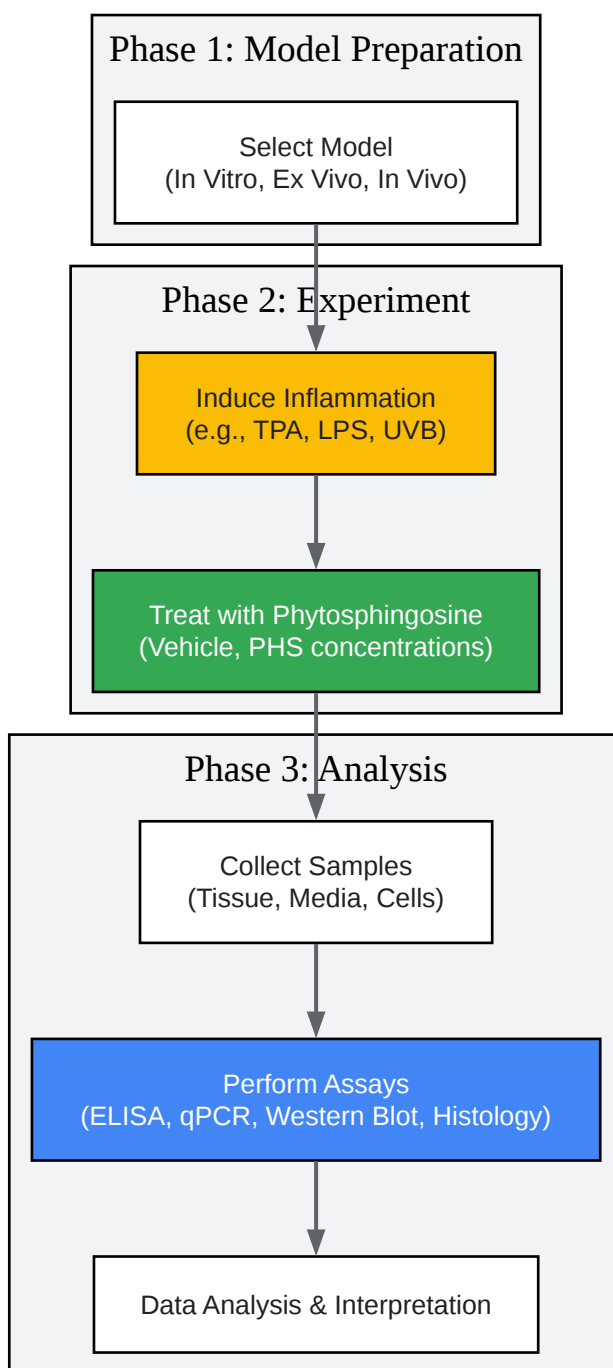 Phase 1: Model Preparation
Select Model
(In Vitro, Ex Vivo, In Vivo)
Phase 2: Experiment
Induce Inflammation
(e.g., TPA, LPS, UVB)
Treat with Phytosphingosine
(Vehicle, PHS concentrations)
Phase 3: Analysis
Collect Samples
(Tissue, Media, Cells)
Perform Assays
(ELISA, qPCR, Western Blot, Histology)
Data Analysis & Interpretation